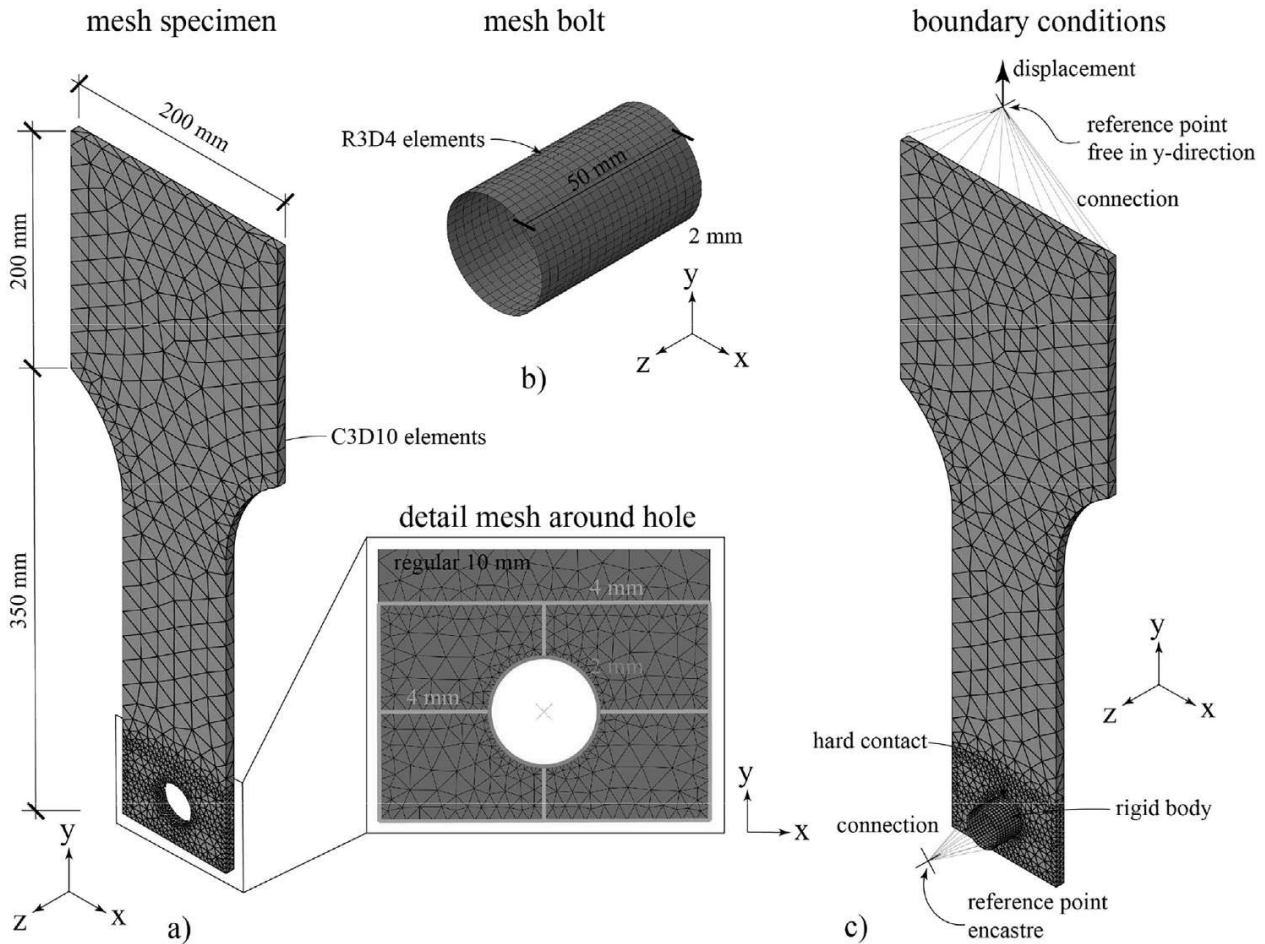 mesh specimen
mesh bolt
boundary conditions
200 mm
200 mm
350 mm
C3D10 elements
y
z
x
a)
R3D4 elements
50 mm
2 mm
y
z
x
b)
detail mesh around hole
regular 10 mm
4 mm
2 mm
4 mm
y
x
displacement
reference point
free in y-direction
connection
y
z
x
hard contact
rigid body
connection
reference point
encastre
c)